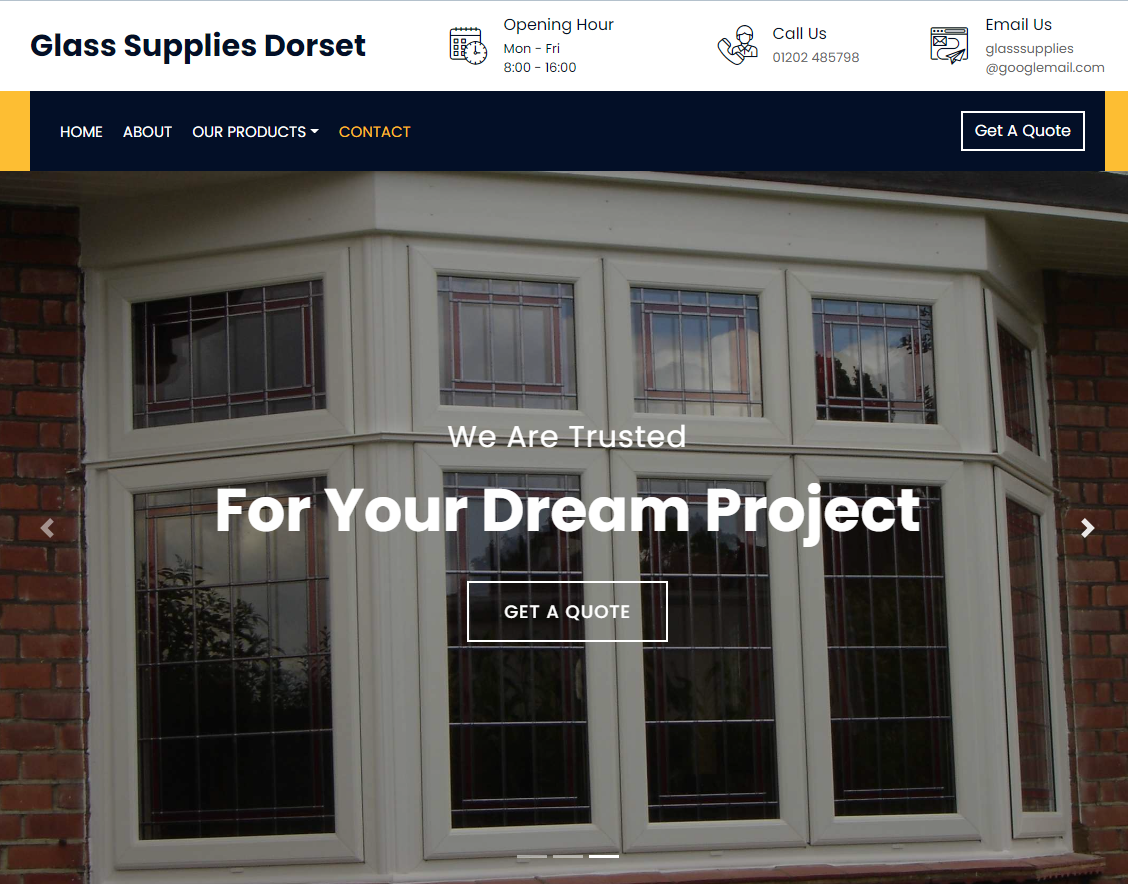 Glass Supplies Dorset
Opening Hour
Mon - Fri
8:00 - 16:00
Call Us
01202 485798
Email Us
glasssupplies
@googlemail.com
HOME ABOUT OUR PRODUCTS CONTACT
Get A Quote
We Are Trusted
For Your Dream Project
GET A QUOTE